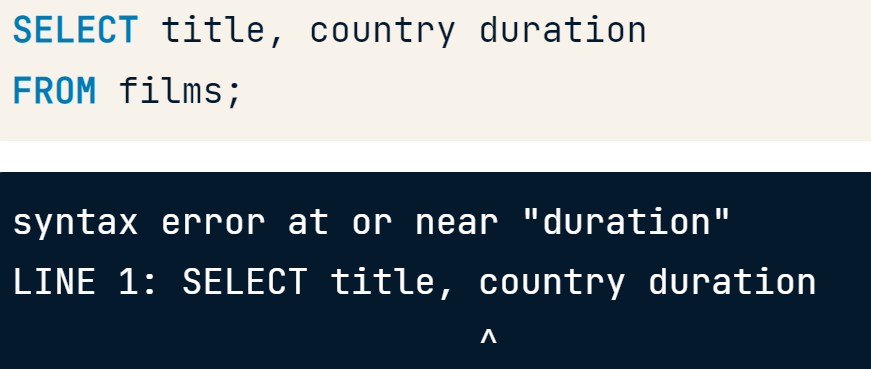 SELECT title, country duration
FROM films;
syntax error at or near "duration"
LINE 1: SELECT title, country duration
^